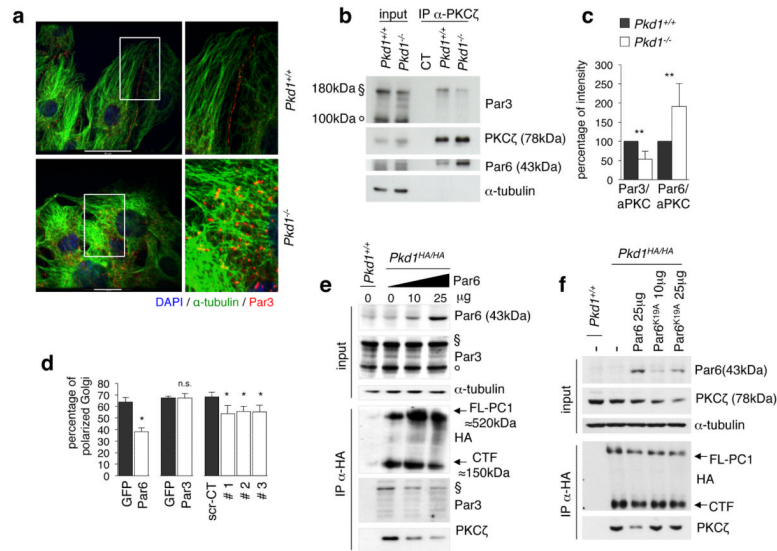 a
Pkd1+/+
Pkd1-/-
DAPI / α-tubulin / Par3
b
input IP α-PKCζ
Pkd1+/+
Pkd1-/-
CT
Pkd1+/+
Pkd1-/-
180kDa §
100kDa o
Par3
PKCζ (78kDa)
Par6 (43kDa)
α-tubulin
c
Pkd1+/+
Pkd1-/-
percentage of intensity
250
200
150
100
50
0
**
**
Par3/ Par6/
aPKC aPKC
d
percentage of
polarized Golgi
80
70
60
50
40
30
20
10
0
*
n.s.
* * *
GFP
Par6
GFP
Par3
scr-CT
# 1
# 2
# 3
e
Pkd1+/+
Pkd1HA/HA
Par6
0 0 10 25 µg
input
Par6 (43kDa)
§
Par3
o
α-tubulin
IP α-HA
FL-PC1
≈520kDa
HA
CTF
≈150kDa
§
Par3
PKCζ
f
Pkd1HA/HA
Pkd1+/+
-
-
Par6 25µg
Par6K19A 10µg
Par6K19A 25µg
input
Par6(43kDa)
PKCζ (78kDa)
α-tubulin
IP α-HA
FL-PC1
HA
CTF
PKCζ